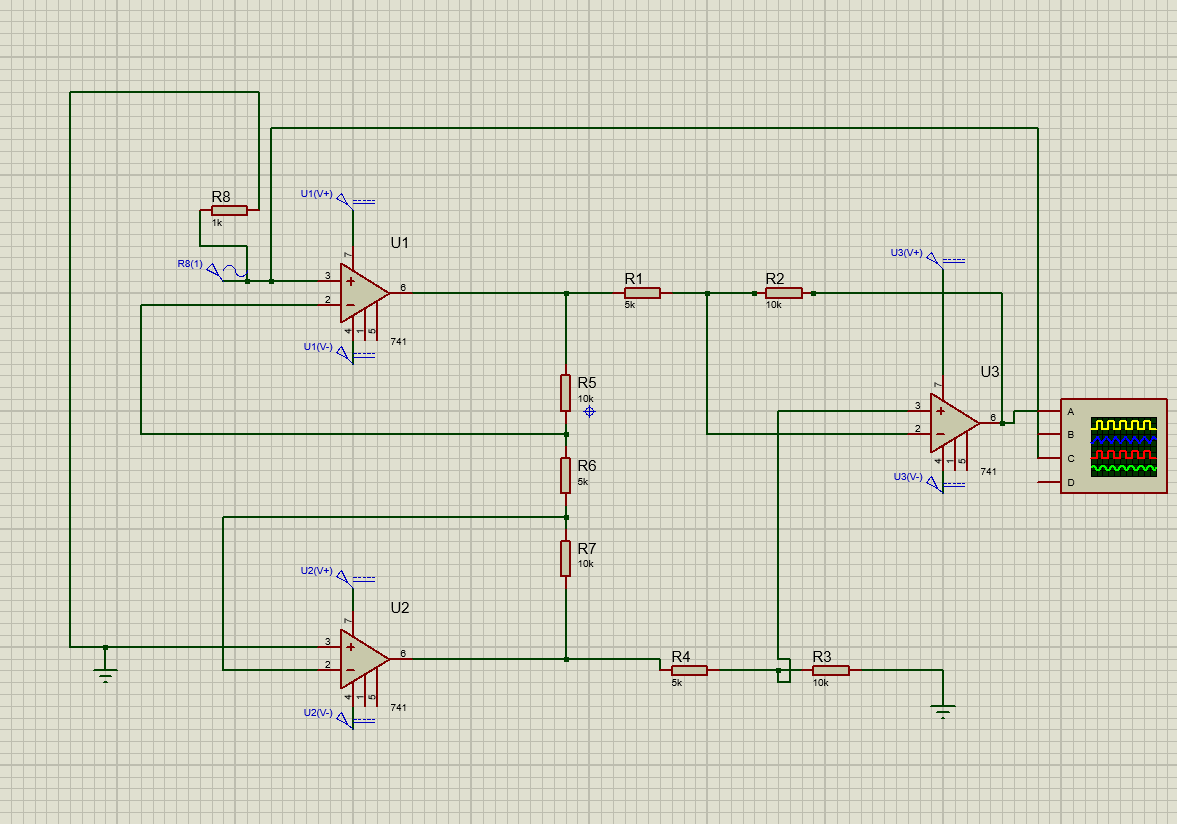 R8
1k
R8(1)
U1(V+)
U1
7
3
2
6
4
1
5
741
U1(V-)
R1
5k
R2
10k
U3(V+)
U3
7
3
2
6
4
1
5
741
U3(V-)
A
B
C
D
R5
10k
R6
5k
R7
10k
U2(V+)
U2
7
3
2
6
4
1
5
741
U2(V-)
R4
5k
R3
10k